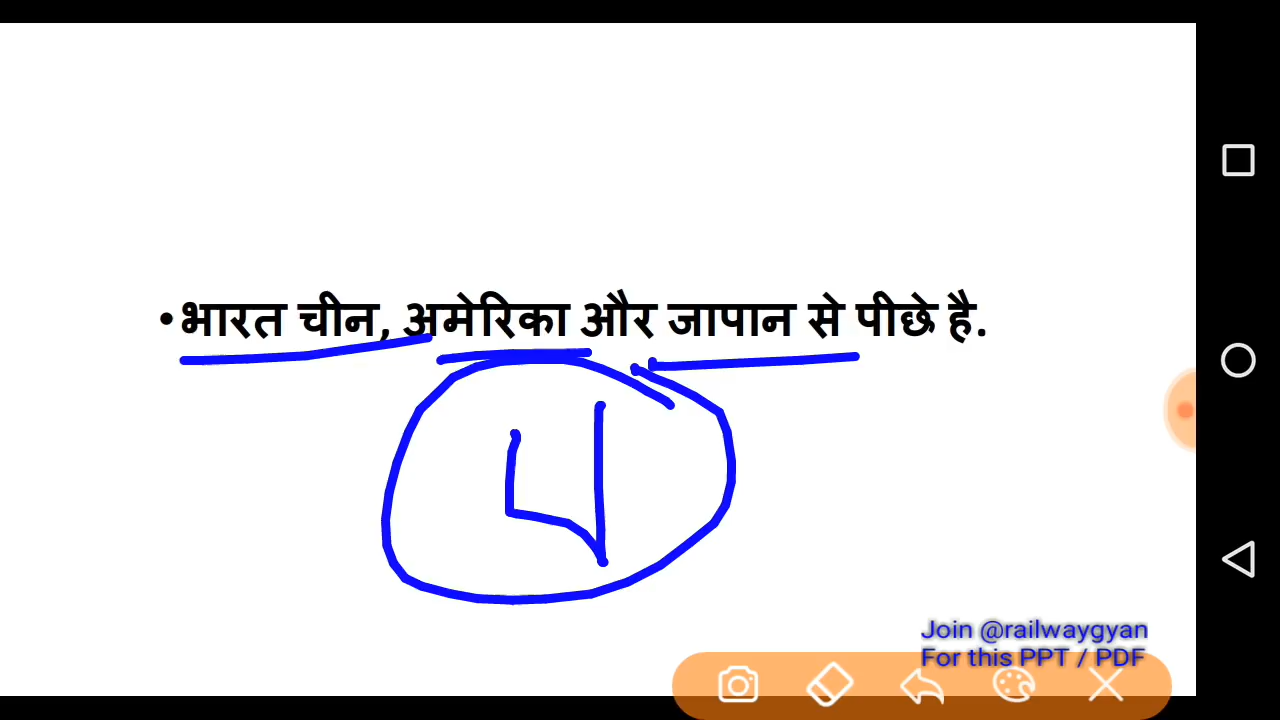 •भारत चीन, अमेरिका और जापान से पीछे है.
4
Join @railwaygyan
For this PPT / PDF